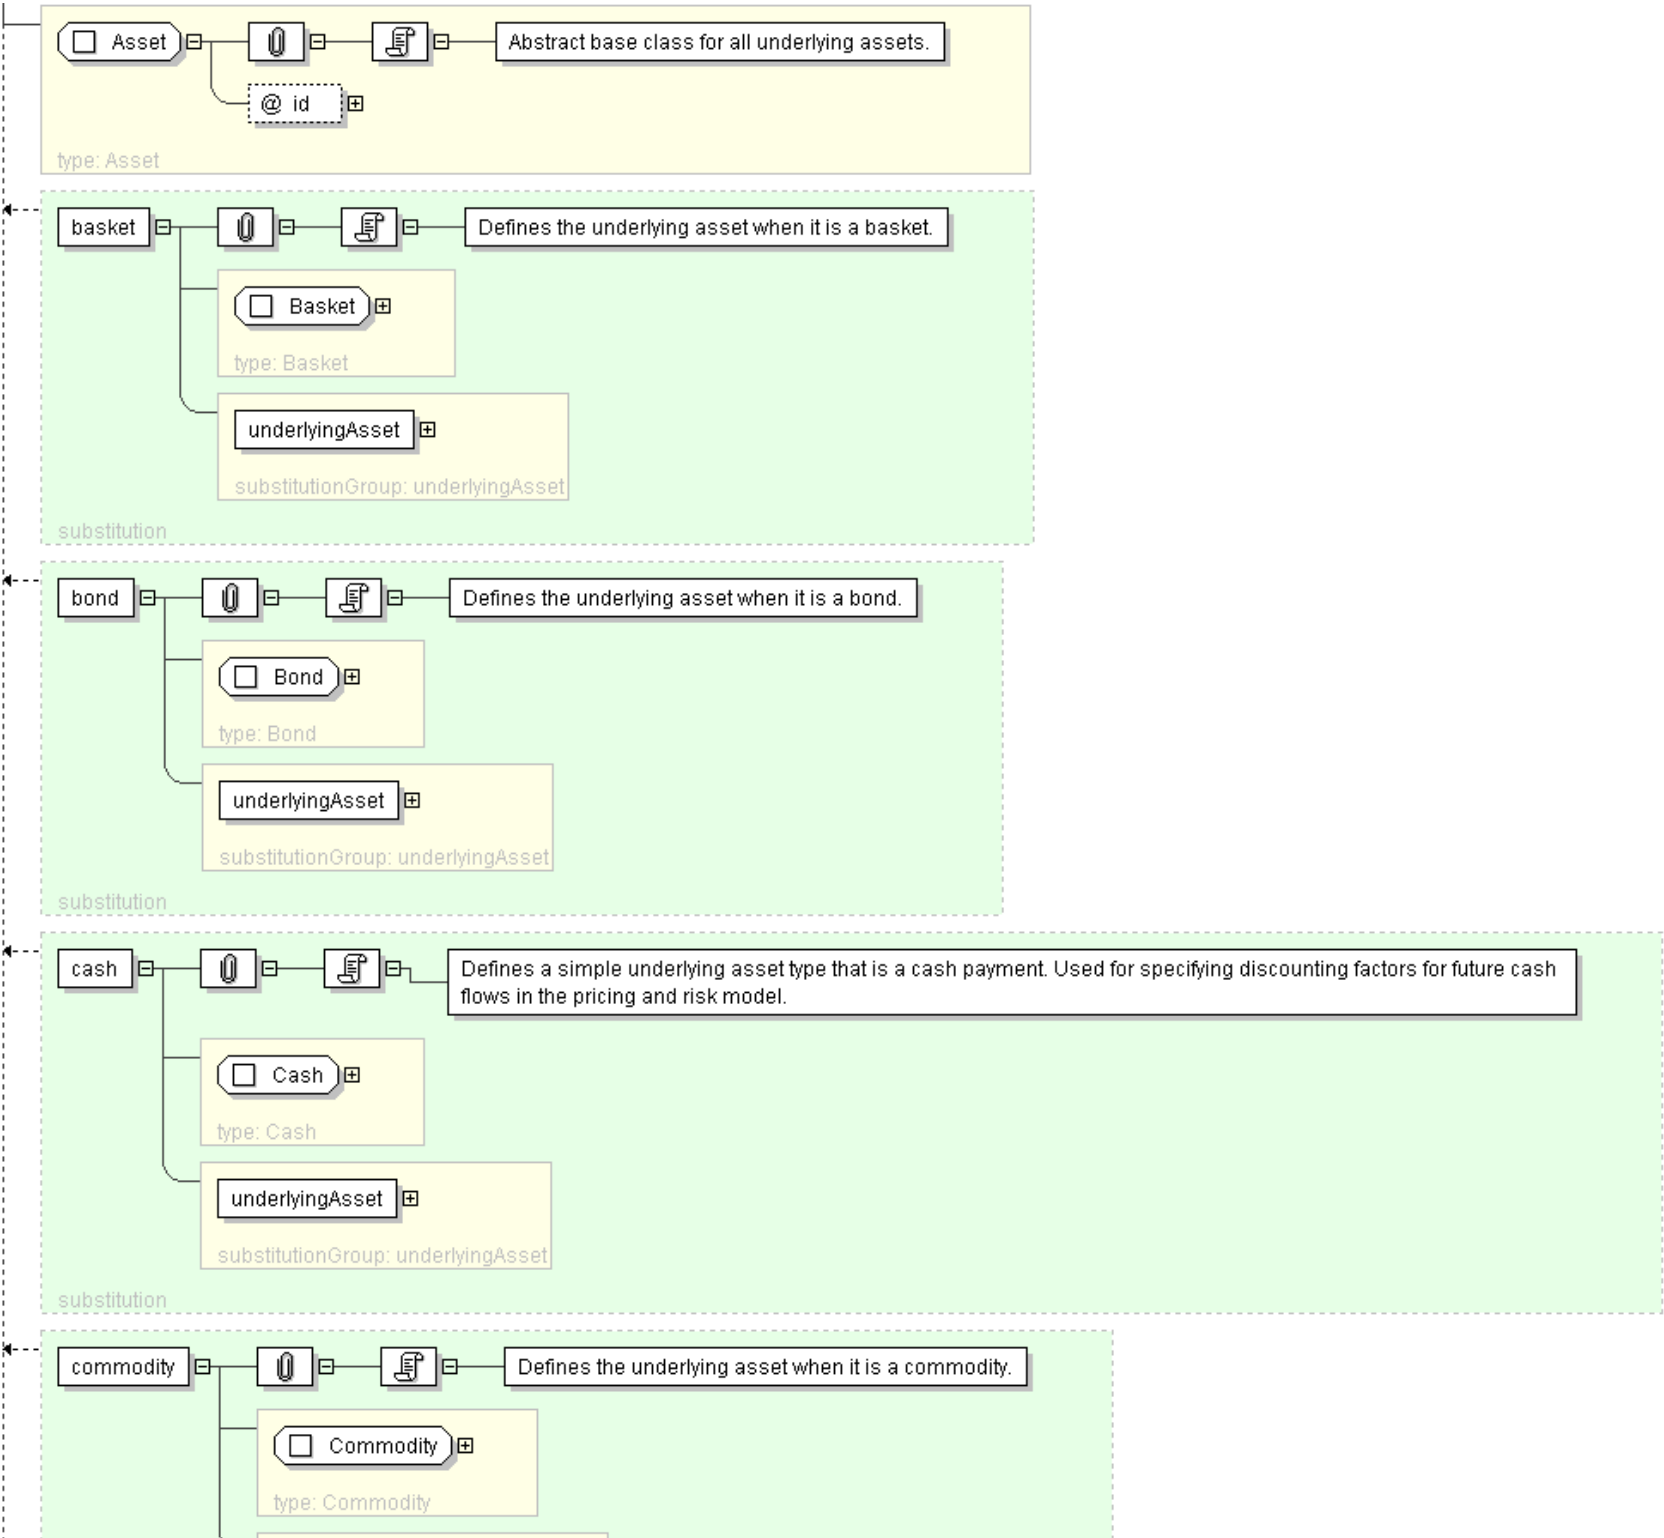 Asset Abstract base class for all underlying assets.
@ id
type: Asset
basket Defines the underlying asset when it is a basket.
Basket
type: Basket
underlyingAsset
substitutionGroup: underlyingAsset
substitution
bond Defines the underlying asset when it is a bond.
Bond
type: Bond
underlyingAsset
substitutionGroup: underlyingAsset
substitution
cash Defines a simple underlying asset type that is a cash payment. Used for specifying discounting factors for future cash
flows in the pricing and risk model.
Cash
type: Cash
underlyingAsset
substitutionGroup: underlyingAsset
substitution
commodity Defines the underlying asset when it is a commodity.
Commodity
type: Commodity